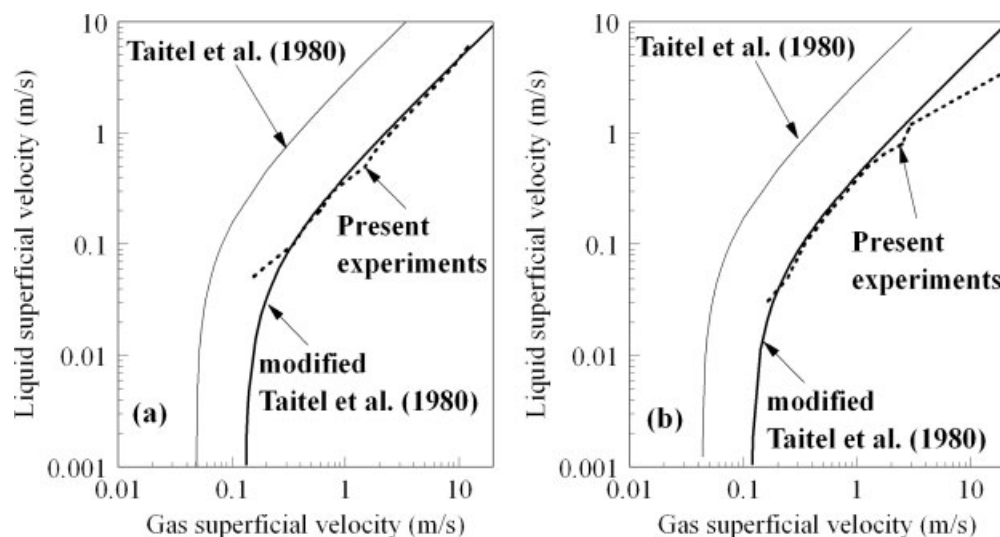 10
Taitel et al. (1980)
1
0.1
Present
experiments
0.01
modified
Taitel et al. (1980)
(a)
0.001
0.01
0.1
1
10
Gas superficial velocity (m/s)
Liquid superficial velocity (m/s)
10
Taitel et al. (1980)
1
0.1
Present
experiments
0.01
modified
Taitel et al. (1980)
(b)
0.001
0.01
0.1
1
10
Gas superficial velocity (m/s)
Liquid superficial velocity (m/s)